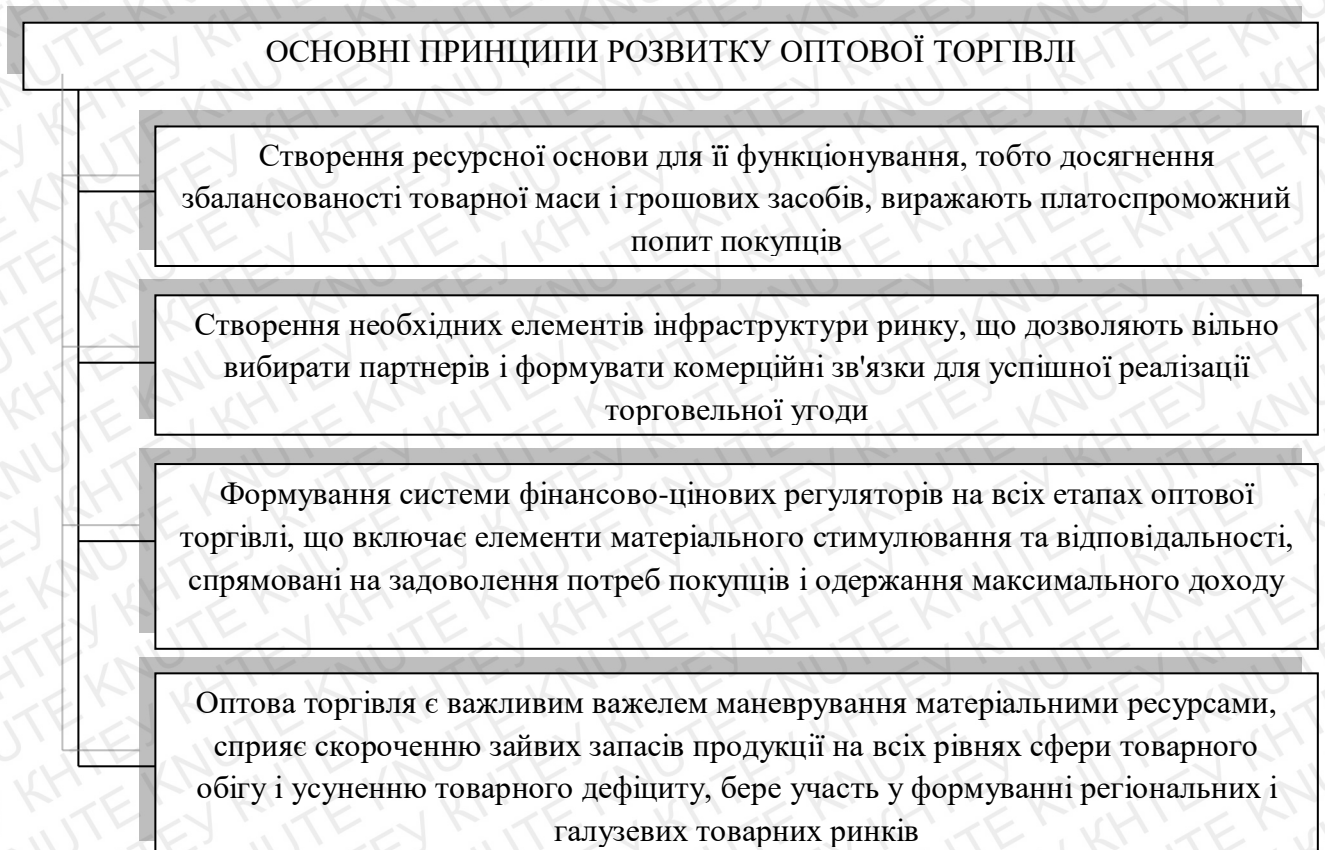 ОСНОВНІ ПРИНЦИПИ РОЗВИТКУ ОПТОВОЇ ТОРГІВЛІ
Створення ресурсної основи для її функціонування, тобто досягнення
збалансованості товарної маси і грошових засобів, виражають платоспроможний
попит покупців
Створення необхідних елементів інфраструктури ринку, що дозволяють вільно
вибирати партнерів і формувати комерційні зв'язки для успішної реалізації
торговельної угоди
Формування системи фінансово-цінових регуляторів на всіх етапах оптової
торгівлі, що включає елементи матеріального стимулювання та відповідальності,
спрямовані на задоволення потреб покупців і одержання максимального доходу
Оптова торгівля є важливим важелем маневрування матеріальними ресурсами,
сприяє скороченню зайвих запасів продукції на всіх рівнях сфери товарного
обігу і усуненню товарного дефіциту, бере участь у формуванні регіональних і
галузевих товарних ринків